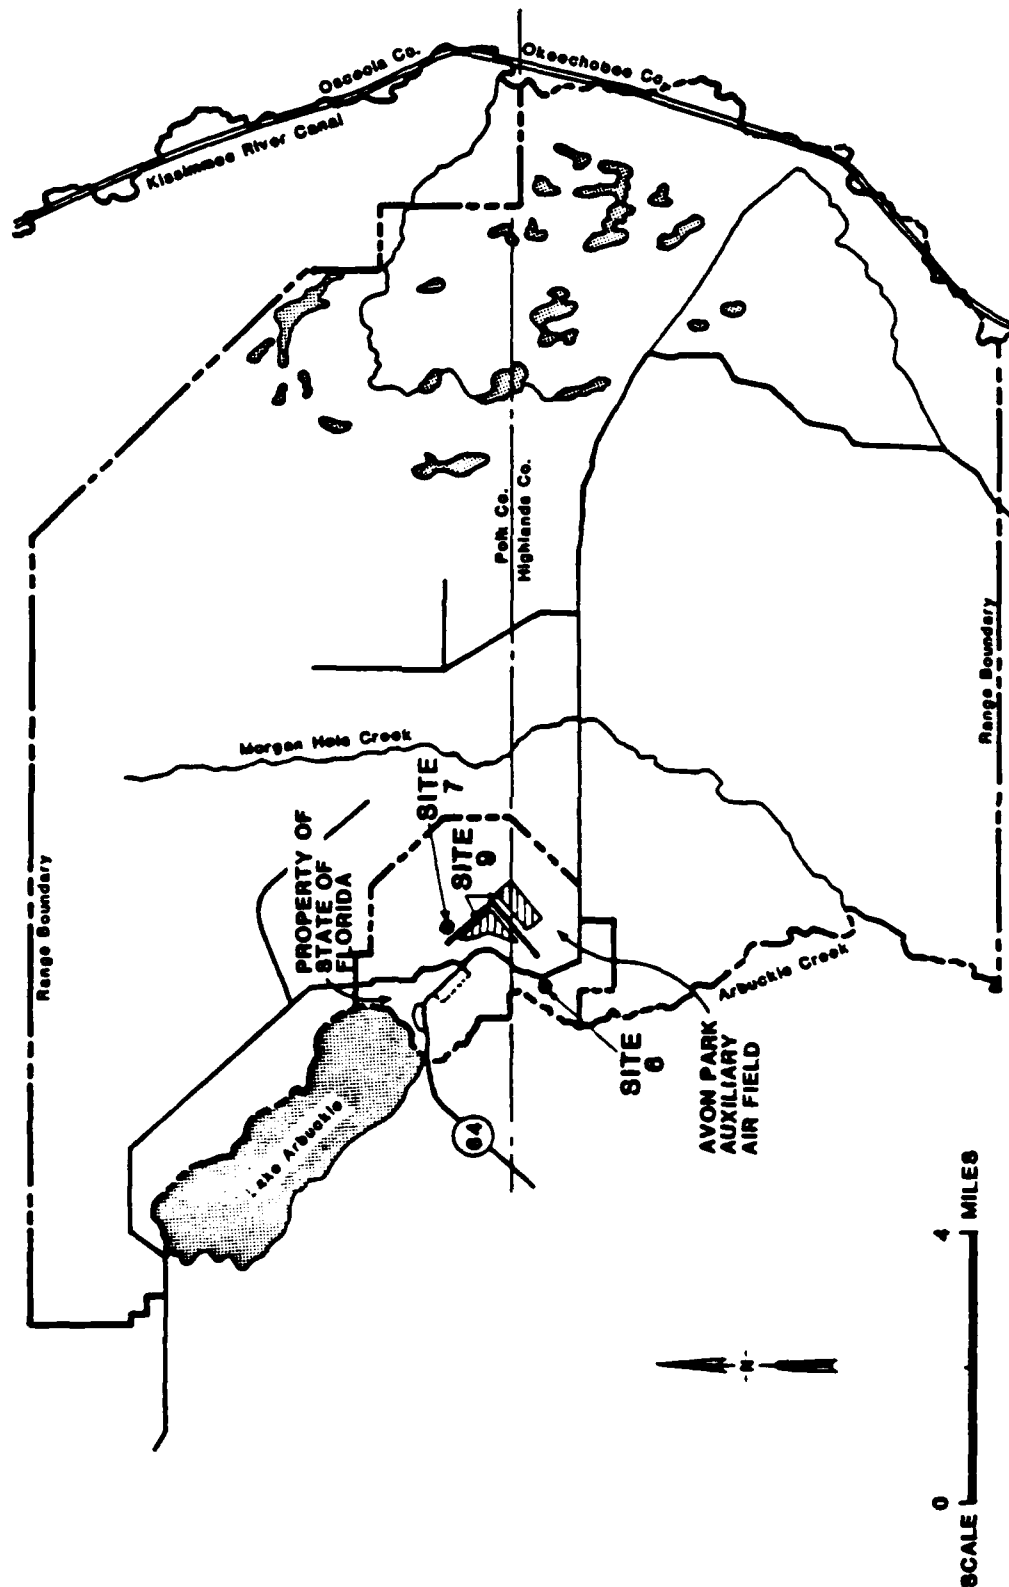 Osceola Co.
Okeechobee Co.
Kissimmee River Canal
Polk Co.
Highlands Co.
Range Boundary
Range Boundary
Morgan Hole Creek
SITE
7
SITE
9
PROPERTY OF
STATE OF
FLORIDA
Arbuckle Creek
SITE
6
AVON PARK
AUXILIARY
AIR FIELD
Lake Arbuckle
64
N
SCALE
0
4
MILES